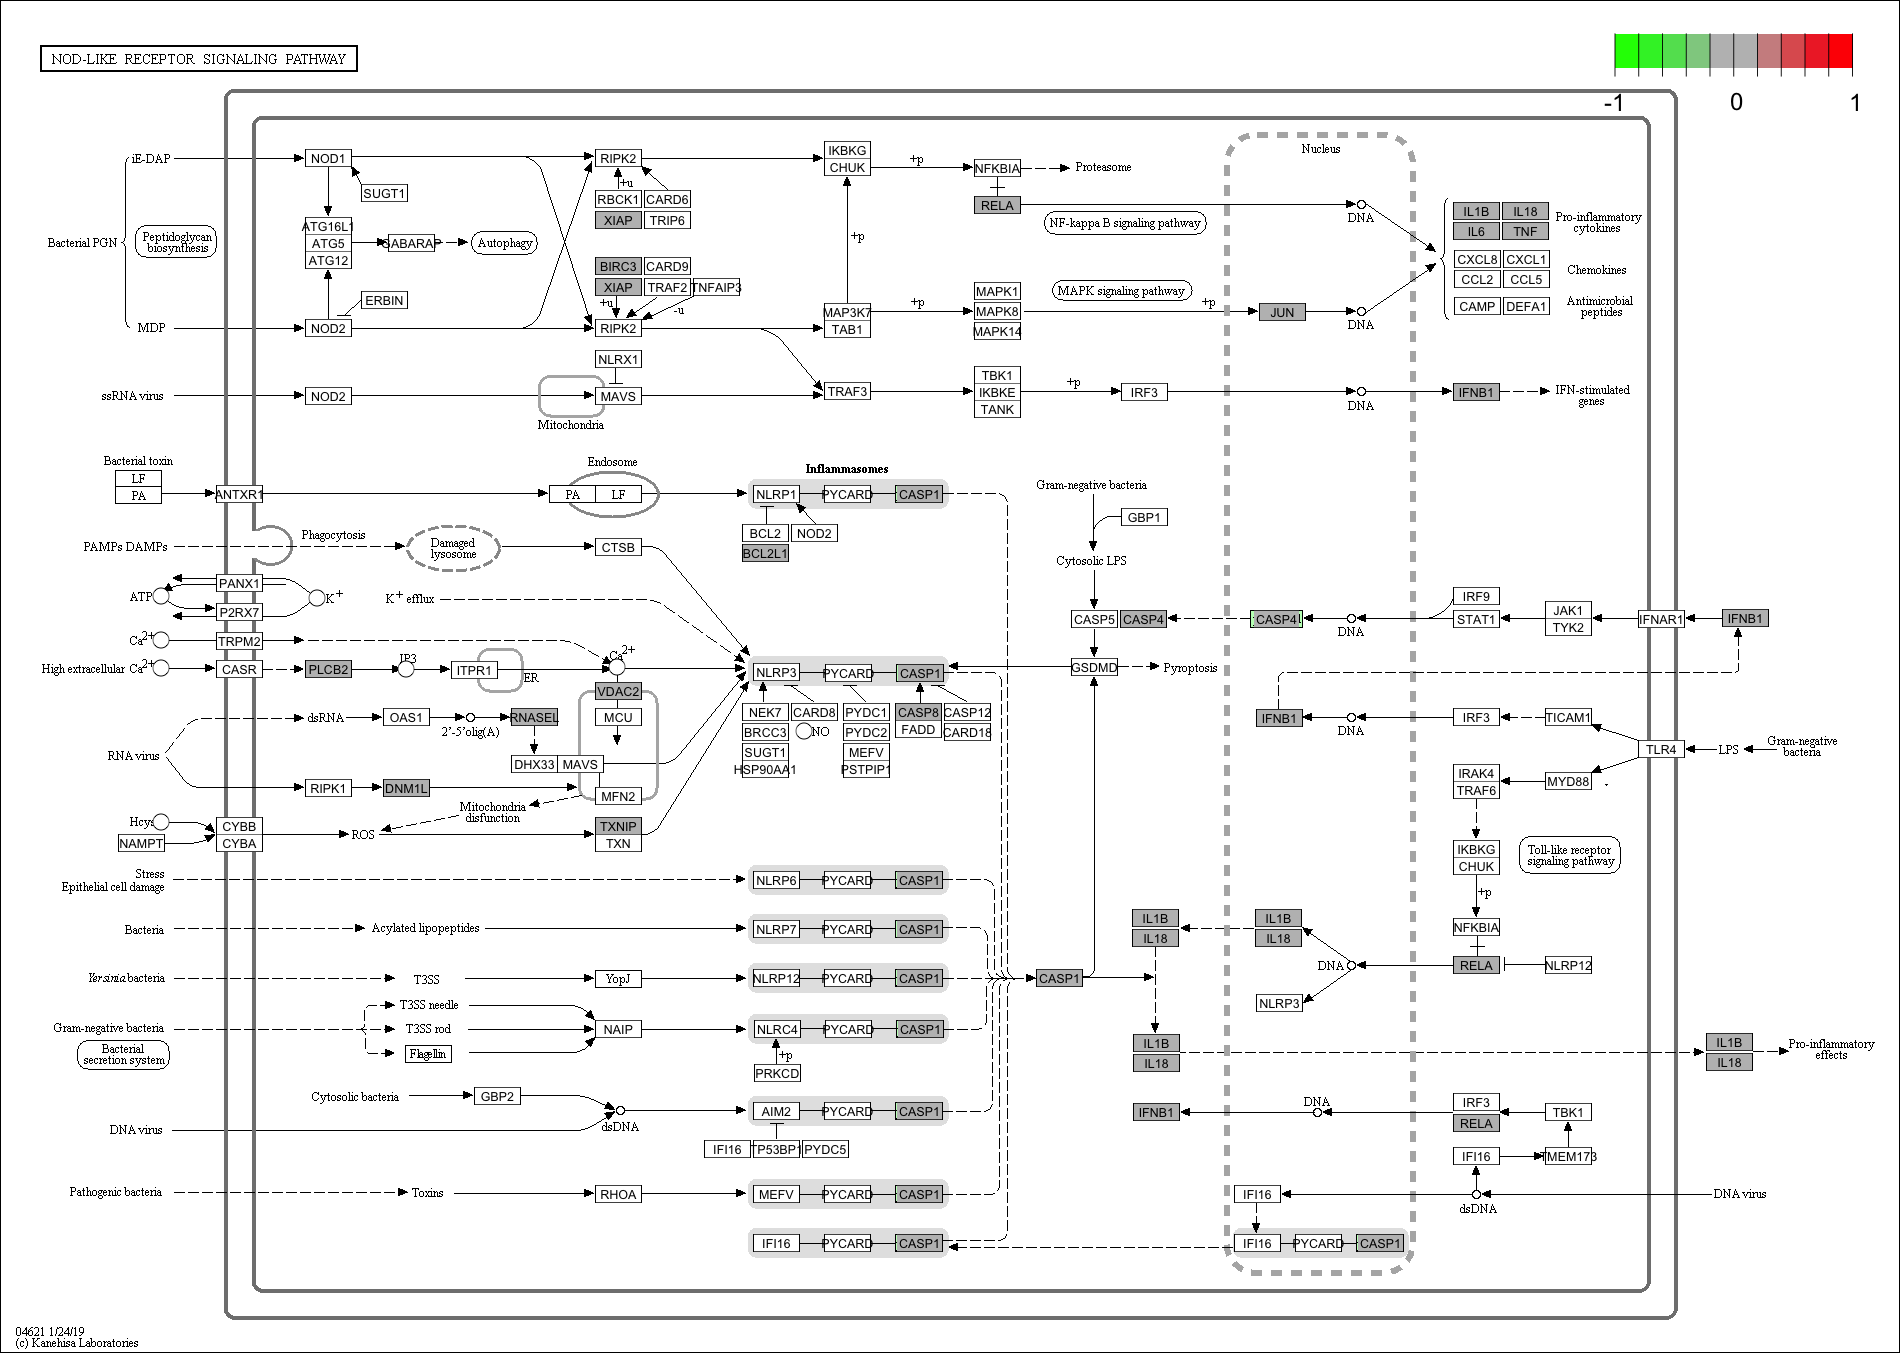 NOD-LIKE RECEPTOR SIGNALING PATHWAY
-1 0 1
Nucleus
iE-DAP
NOD1
SUGT1
RIPK2
+u
RBCK1 CARD6
XIAP TRIP6
IKBKG
CHUK
+p
NFKBIA
Proteasome
RELA
NF-kappa B signaling pathway
DNA
IL1B IL18
IL6 TNF
Pro-inflammatory
cytokines
Bacterial PGN
Peptidoglycan
biosynthesis
ATG16L1
ATG5
ATG12
GABARAP
Autophagy
+p
BIRC3 CARD9
XIAP TRAF2 TNFAIP3
+u
-u
CXCL8 CXCL1
CCL2 CCL5
Chemokines
CAMP DEFA1
Antimicrobial
peptides
ERBIN
MDP
NOD2
RIPK2
MAP3K7
TAB1
+p
MAPK1
MAPK8
MAPK14
MAPK signaling pathway
+p
JUN
DNA
NLRX1
ssRNA virus
NOD2
MAVS
Mitochondria
TRAF3
TBK1
IKBKE
TANK
+p
IRF3
DNA
IFNB1
IFN-stimulated
genes
Bacterial toxin
LF
PA
ANTXR1
Endosome
PA LF
Inflammasomes
NLRP1 PYCARD CASP1
BCL2 NOD2
BCL2L1
Gram-negative bacteria
GBP1
Cytosolic LPS
PAMPs DAMPs
Phagocytosis
Damaged
lysosome
CTSB
PANX1
ATP
K+
P2RX7
K+ efflux
Ca2+
TRPM2
High extracellular Ca2+
CASR
PLCB2
IP3
ITPR1
ER
Ca2+
VDAC2
MCU
NLRP3 PYCARD CASP1
NEK7 CARD8 PYDC1 CASP8 CASP12
BRCC3 NO PYDC2 FADD CARD18
SUGT1 MEFV
HSP90AA1 PSTPIP1
CASP5 CASP4
CASP4
DNA
IRF9
STAT1
JAK1
TYK2
IFNAR1
IFNB1
GSDMD
Pyroptosis
RNA virus
dsRNA
OAS1
2'-5'olig(A)
RNASEL
DHX33 MAVS
RIPK1
DNM1L
MFN2
Mitochondria
disfunction
IFNB1
DNA
IRF3
TICAM1
TLR4
LPS
Gram-negative
bacteria
IRAK4
TRAF6
MYD88
Hcys
NAMPT
CYBB
CYBA
ROS
TXNIP
TXN
IKBKG
CHUK
Toll-like receptor
signaling pathway
+p
NFKBIA
RELA
NLRP12
Stress
Epithelial cell damage
NLRP6 PYCARD CASP1
Bacteria
Acylated lipopeptides
NLRP7 PYCARD CASP1
IL1B
IL18
IL1B
IL18
DNA
NLRP3
Yersinia bacteria
T3SS
YopJ
NLRP12 PYCARD CASP1
CASP1
Gram-negative bacteria
Bacterial
secretion system
T3SS needle
T3SS rod
Flagellin
NAIP
NLRC4 PYCARD CASP1
+p
PRKCD
IL1B
IL18
IL1B
IL18
Pro-inflammatory
effects
Cytosolic bacteria
GBP2
DNA virus
dsDNA
AIM2 PYCARD CASP1
IFI16 TP53BP1 PYDC5
IFNB1
DNA
IRF3
RELA
TBK1
IFI16
TMEM173
Pathogenic bacteria
Toxins
RHOA
MEFV PYCARD CASP1
IFI16
dsDNA
DNA virus
IFI16 PYCARD CASP1
IFI16 PYCARD CASP1
04621 1/24/19
(c) Kanehisa Laboratories